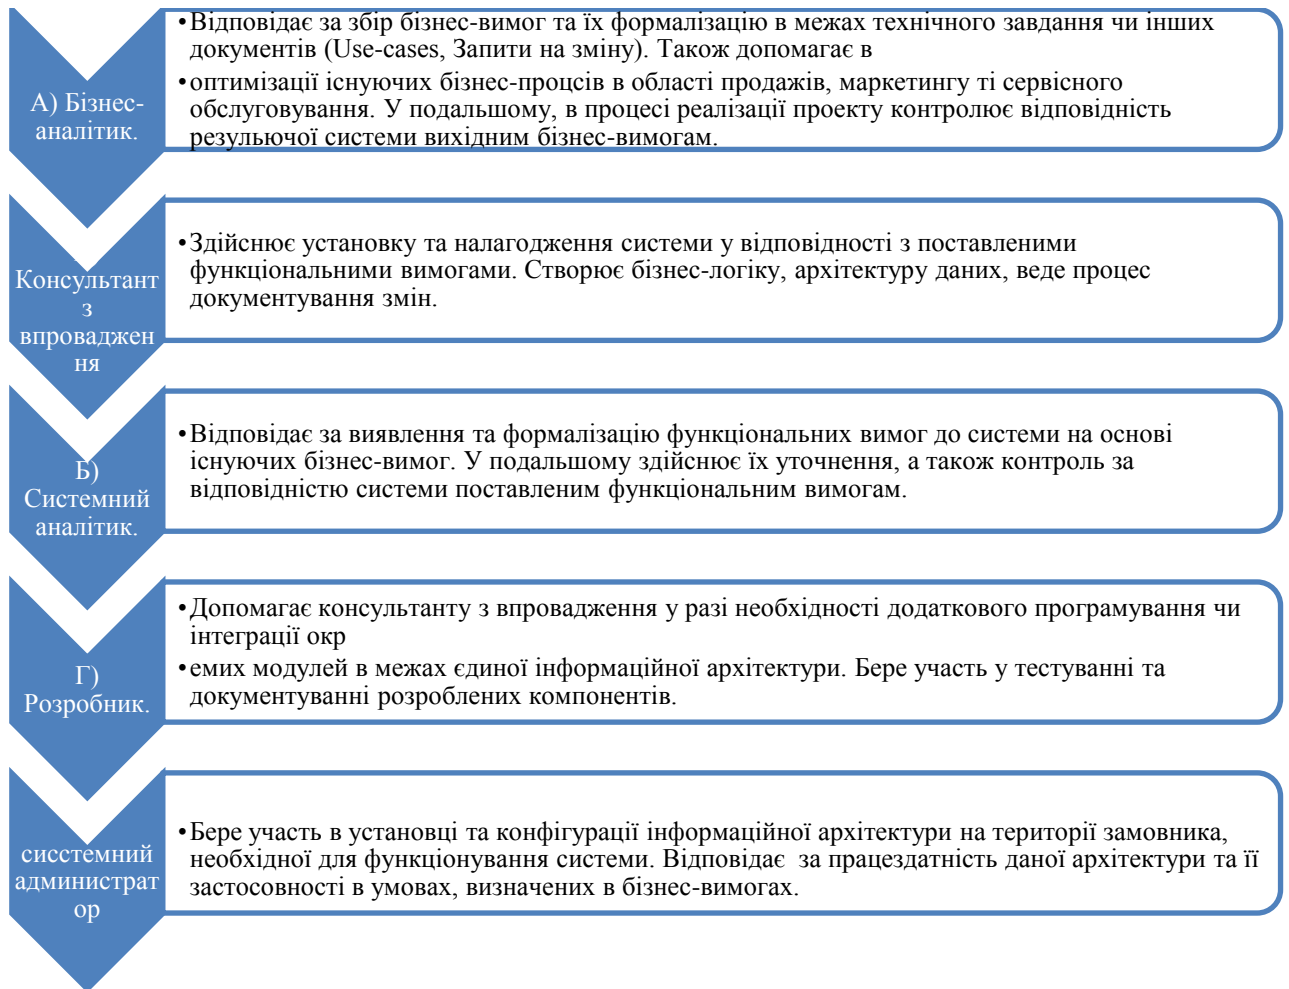 А) Бізнес-
аналітик.
•Відповідає за збір бізнес-вимог та їх формалізацію в межах технічного завдання чи інших
документів (Use-cases, Запити на зміну). Також допомагає в
•оптимізації існуючих бізнес-процсів в області продажів, маркетингу ті сервісного
обслуговування. У подальшому, в процесі реалізації проекту контролює відповідність
резульючої системи вихідним бізнес-вимогам.
Консультант
з
впроваджен
ня
•Здійснює установку та налагодження системи у відповідності з поставленими
функціональними вимогами. Створює бізнес-логіку, архітектуру даних, веде процес
документування змін.
Б)
Системний
аналітик.
•Відповідає за виявлення та формалізацію функціональних вимог до системи на основі
існуючих бізнес-вимог. У подальшому здійснює їх уточнення, а також контроль за
відповідністю системи поставленим функціональним вимогам.
Г)
Розробник.
•Допомагає консультанту з впровадження у разі необхідності додаткового програмування чи
інтеграції окр
•емих модулей в межах єдиної інформаційної архітектури. Бере участь у тестуванні та
документуванні розроблених компонентів.
сисстемний
администрат
ор
•Бере участь в установці та конфігурації інформаційної архітектури на території замовника,
необхідної для функціонування системи. Відповідає за працездатність даної архітектури та її
застосовності в умовах, визначених в бізнес-вимогах.